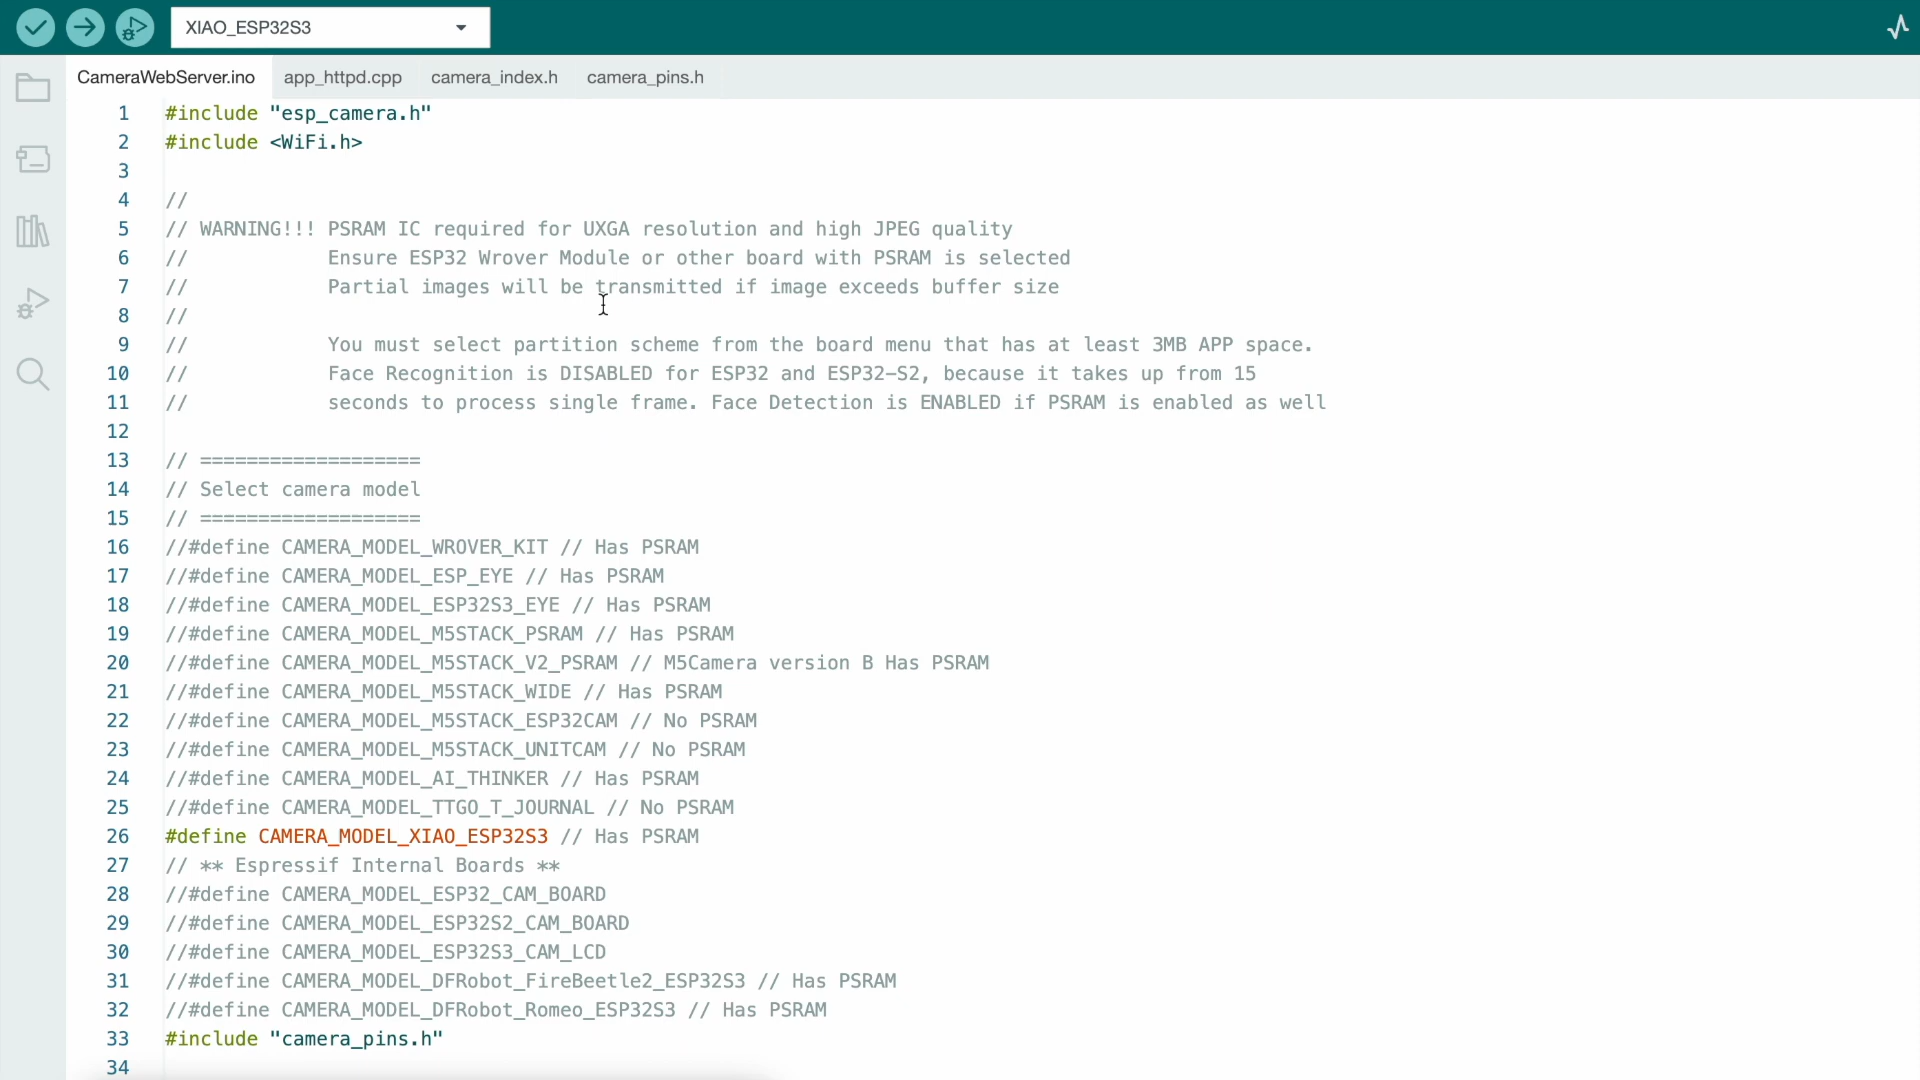 XIAO_ESP32S3
CameraWebServer.ino app_httpd.cpp camera_index.h camera_pins.h
1 #include "esp_camera.h"
2 #include <WiFi.h>
3
4 //
5 // WARNING!!! PSRAM IC required for UXGA resolution and high JPEG quality
6 // Ensure ESP32 Wrover Module or other board with PSRAM is selected
7 // Partial images will be transmitted if image exceeds buffer size
8 //
9 // You must select partition scheme from the board menu that has at least 3MB APP space.
10 // Face Recognition is DISABLED for ESP32 and ESP32-S2, because it takes up from 15
11 // seconds to process single frame. Face Detection is ENABLED if PSRAM is enabled as well
12
13 // ===================
14 // Select camera model
15 // ===================
16 //#define CAMERA_MODEL_WROVER_KIT // Has PSRAM
17 //#define CAMERA_MODEL_ESP_EYE // Has PSRAM
18 //#define CAMERA_MODEL_ESP32S3_EYE // Has PSRAM
19 //#define CAMERA_MODEL_M5STACK_PSRAM // Has PSRAM
20 //#define CAMERA_MODEL_M5STACK_V2_PSRAM // M5Camera version B Has PSRAM
21 //#define CAMERA_MODEL_M5STACK_WIDE // Has PSRAM
22 //#define CAMERA_MODEL_M5STACK_ESP32CAM // No PSRAM
23 //#define CAMERA_MODEL_M5STACK_UNITCAM // No PSRAM
24 //#define CAMERA_MODEL_AI_THINKER // Has PSRAM
25 //#define CAMERA_MODEL_TTGO_T_JOURNAL // No PSRAM
26 #define CAMERA_MODEL_XIAO_ESP32S3 // Has PSRAM
27 // ** Espressif Internal Boards **
28 //#define CAMERA_MODEL_ESP32_CAM_BOARD
29 //#define CAMERA_MODEL_ESP32S2_CAM_BOARD
30 //#define CAMERA_MODEL_ESP32S3_CAM_LCD
31 //#define CAMERA_MODEL_DFRobot_FireBeetle2_ESP32S3 // Has PSRAM
32 //#define CAMERA_MODEL_DFRobot_Romeo_ESP32S3 // Has PSRAM
33 #include "camera_pins.h"
34